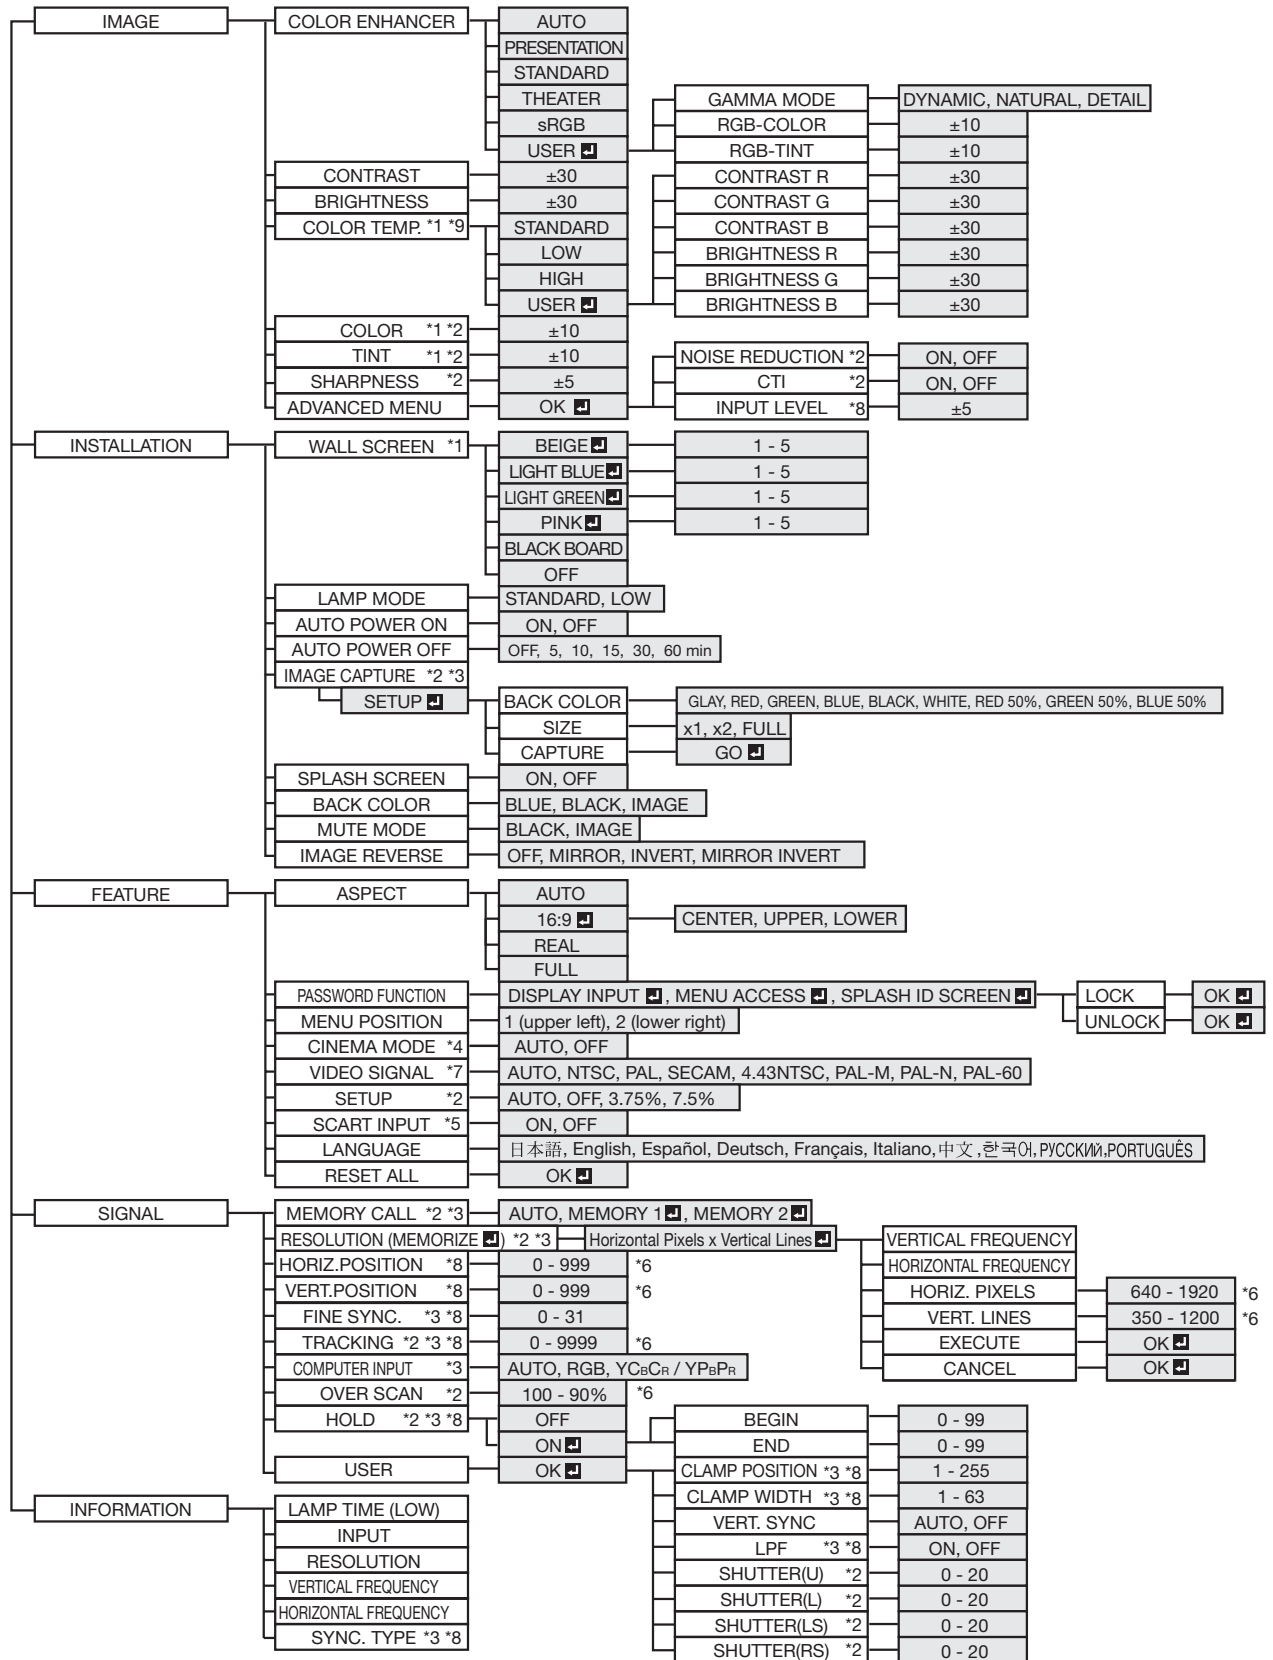 IMAGE COLOR ENHANCER AUTO
PRESENTATION
STANDARD
THEATER GAMMA MODE DYNAMIC, NATURAL, DETAIL
sRGB RGB-COLOR ±10
USER RGB-TINT ±10
CONTRAST ±30 CONTRAST R ±30
BRIGHTNESS ±30 CONTRAST G ±30
COLOR TEMP. *1 *9 STANDARD CONTRAST B ±30
LOW BRIGHTNESS R ±30
HIGH BRIGHTNESS G ±30
USER BRIGHTNESS B ±30
COLOR *1 *2 ±10
TINT *1 *2 ±10 NOISE REDUCTION *2 ON, OFF
SHARPNESS *2 ±5 CTI *2 ON, OFF
ADVANCED MENU OK INPUT LEVEL *8 ±5
INSTALLATION WALL SCREEN *1 BEIGE 1 - 5
LIGHT BLUE 1 - 5
LIGHT GREEN 1 - 5
PINK 1 - 5
BLACK BOARD
OFF
LAMP MODE STANDARD, LOW
AUTO POWER ON ON, OFF
AUTO POWER OFF OFF, 5, 10, 15, 30, 60 min
IMAGE CAPTURE *2 *3
SETUP BACK COLOR GLAY, RED, GREEN, BLUE, BLACK, WHITE, RED 50%, GREEN 50%, BLUE 50%
SIZE x1, x2, FULL
CAPTURE GO
SPLASH SCREEN ON, OFF
BACK COLOR BLUE, BLACK, IMAGE
MUTE MODE BLACK, IMAGE
IMAGE REVERSE OFF, MIRROR, INVERT, MIRROR INVERT
FEATURE ASPECT AUTO
16:9 CENTER, UPPER, LOWER
REAL
FULL
PASSWORD FUNCTION DISPLAY INPUT , MENU ACCESS , SPLASH ID SCREEN LOCK OK
MENU POSITION 1 (upper left), 2 (lower right) UNLOCK OK
CINEMA MODE *4 AUTO, OFF
VIDEO SIGNAL *7 AUTO, NTSC, PAL, SECAM, 4.43NTSC, PAL-M, PAL-N, PAL-60
SETUP *2 AUTO, OFF, 3.75%, 7.5%
SCART INPUT *5 ON, OFF
LANGUAGE 日本語, English, Español, Deutsch, Français, Italiano, 中文 ,한국어, РУССКИЙ,PORTUGUÊS
RESET ALL OK
SIGNAL MEMORY CALL *2 *3 AUTO, MEMORY 1 , MEMORY 2
RESOLUTION (MEMORIZE ) *2 *3 Horizontal Pixels x Vertical Lines VERTICAL FREQUENCY
HORIZ.POSITION *8 0 - 999 *6 HORIZONTAL FREQUENCY
VERT.POSITION *8 0 - 999 *6 HORIZ. PIXELS 640 - 1920 *6
FINE SYNC. *3 *8 0 - 31 VERT. LINES 350 - 1200 *6
TRACKING *2 *3 *8 0 - 9999 *6 EXECUTE OK
COMPUTER INPUT *3 AUTO, RGB, YCBCR / YPBPR CANCEL OK
OVER SCAN *2 100 - 90% *6
HOLD *2 *3 *8 OFF BEGIN 0 - 99
ON END 0 - 99
USER OK CLAMP POSITION *3 *8 1 - 255
CLAMP WIDTH *3 *8 1 - 63
INFORMATION LAMP TIME (LOW) VERT. SYNC AUTO, OFF
INPUT LPF *3 *8 ON, OFF
RESOLUTION SHUTTER(U) *2 0 - 20
VERTICAL FREQUENCY SHUTTER(L) *2 0 - 20
HORIZONTAL FREQUENCY SHUTTER(LS) *2 0 - 20
SYNC. TYPE *3 *8 SHUTTER(RS) *2 0 - 20